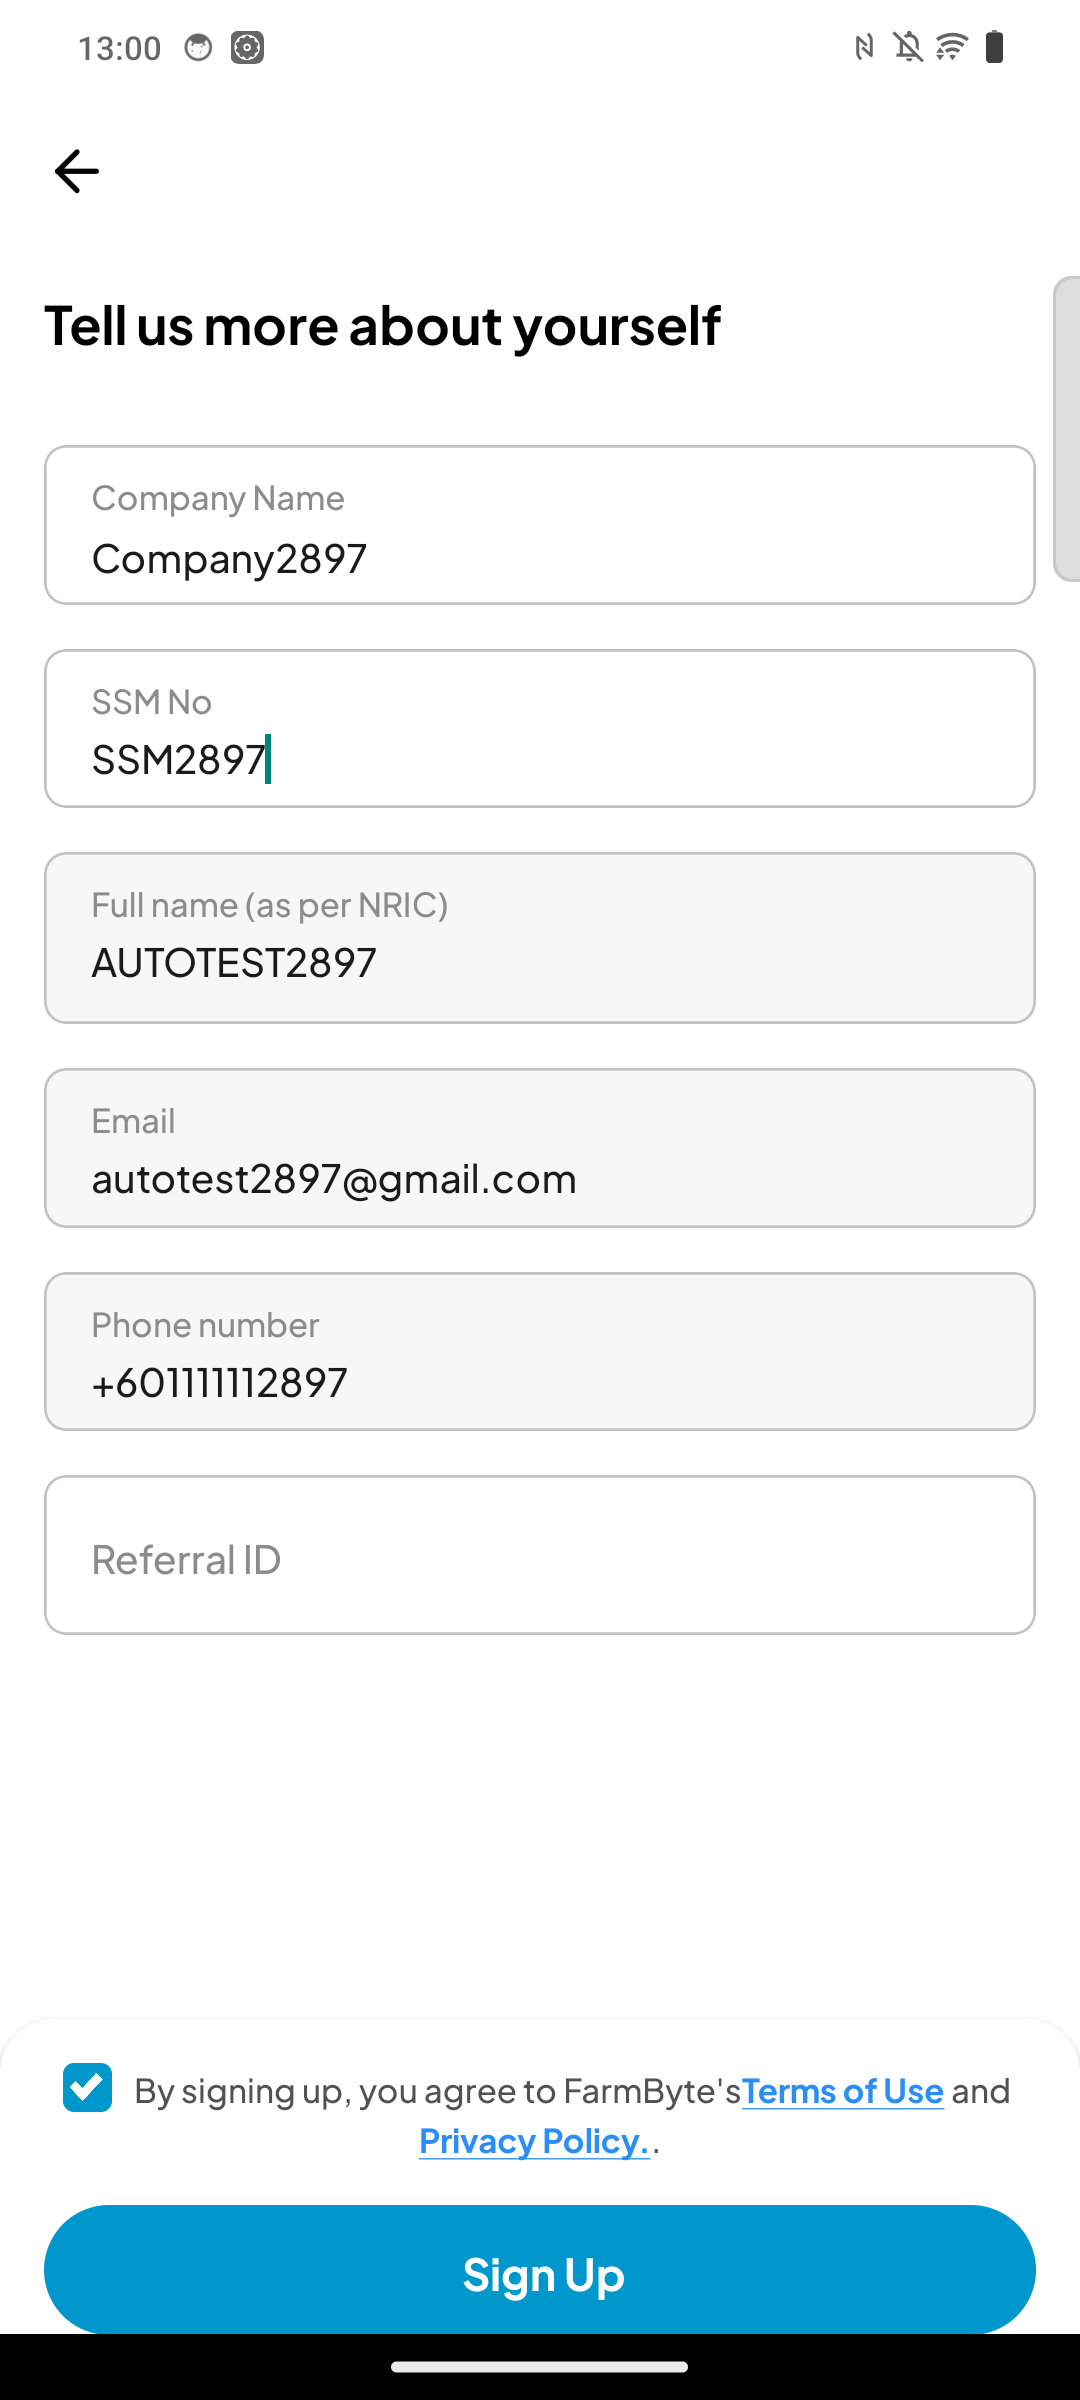 13:00
Tell us more about yourself
Company Name
Company2897
SSM No
SSM2897
Full name (as per NRIC)
AUTOTEST2897
Email
autotest2897@gmail.com
Phone number
+601111112897
Referral ID
By signing up, you agree to FarmByte'sTerms of Use and
Privacy Policy..
Sign Up